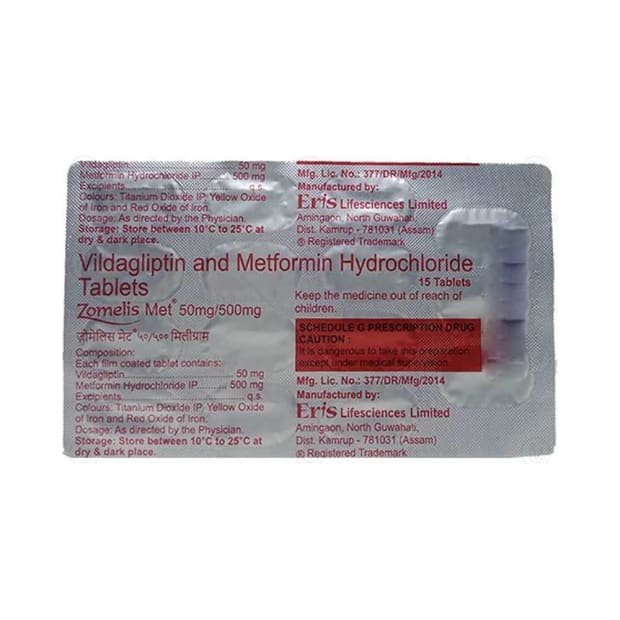 Vildagliptin........................ 50 mg
Metformin Hydrochloride IP........ 500 mg
Excipients........................ q.s.
Colours: Titanium Dioxide IP, Yellow Oxide
of Iron and Red Oxide of Iron.
Dosage: As directed by the Physician.
Storage: Store between 10°C to 25°C at
dry & dark place.
Mfg. Lic. No.: 377/DR/Mfg/2014
Manufactured by:
Eris Lifesciences Limited
Amingaon, North Guwahati,
Dist. Kamrup - 781031 (Assam)
® Registered Trademark
Vildagliptin and Metformin Hydrochloride
Tablets
15 Tablets
Zomelis Met® 50mg/500mg
ज़ोमेलिस मेट® ५०/५०० मिलीग्राम
Composition:
Each film coated tablet contains:
Vildagliptin........................ 50 mg
Metformin Hydrochloride IP........ 500 mg
Excipients........................ q.s.
Colours: Titanium Dioxide IP, Yellow Oxide
of Iron and Red Oxide of Iron.
Dosage: As directed by the Physician.
Storage: Store between 10°C to 25°C at
dry & dark place.
Keep the medicine out of reach of
children.
SCHEDULE G PRESCRIPTION DRUG
CAUTION :
It is dangerous to take this preparation
except under medical supervision.
Mfg. Lic. No.: 377/DR/Mfg/2014
Manufactured by:
Eris Lifesciences Limited
Amingaon, North Guwahati,
Dist. Kamrup - 781031 (Assam)
® Registered Trademark